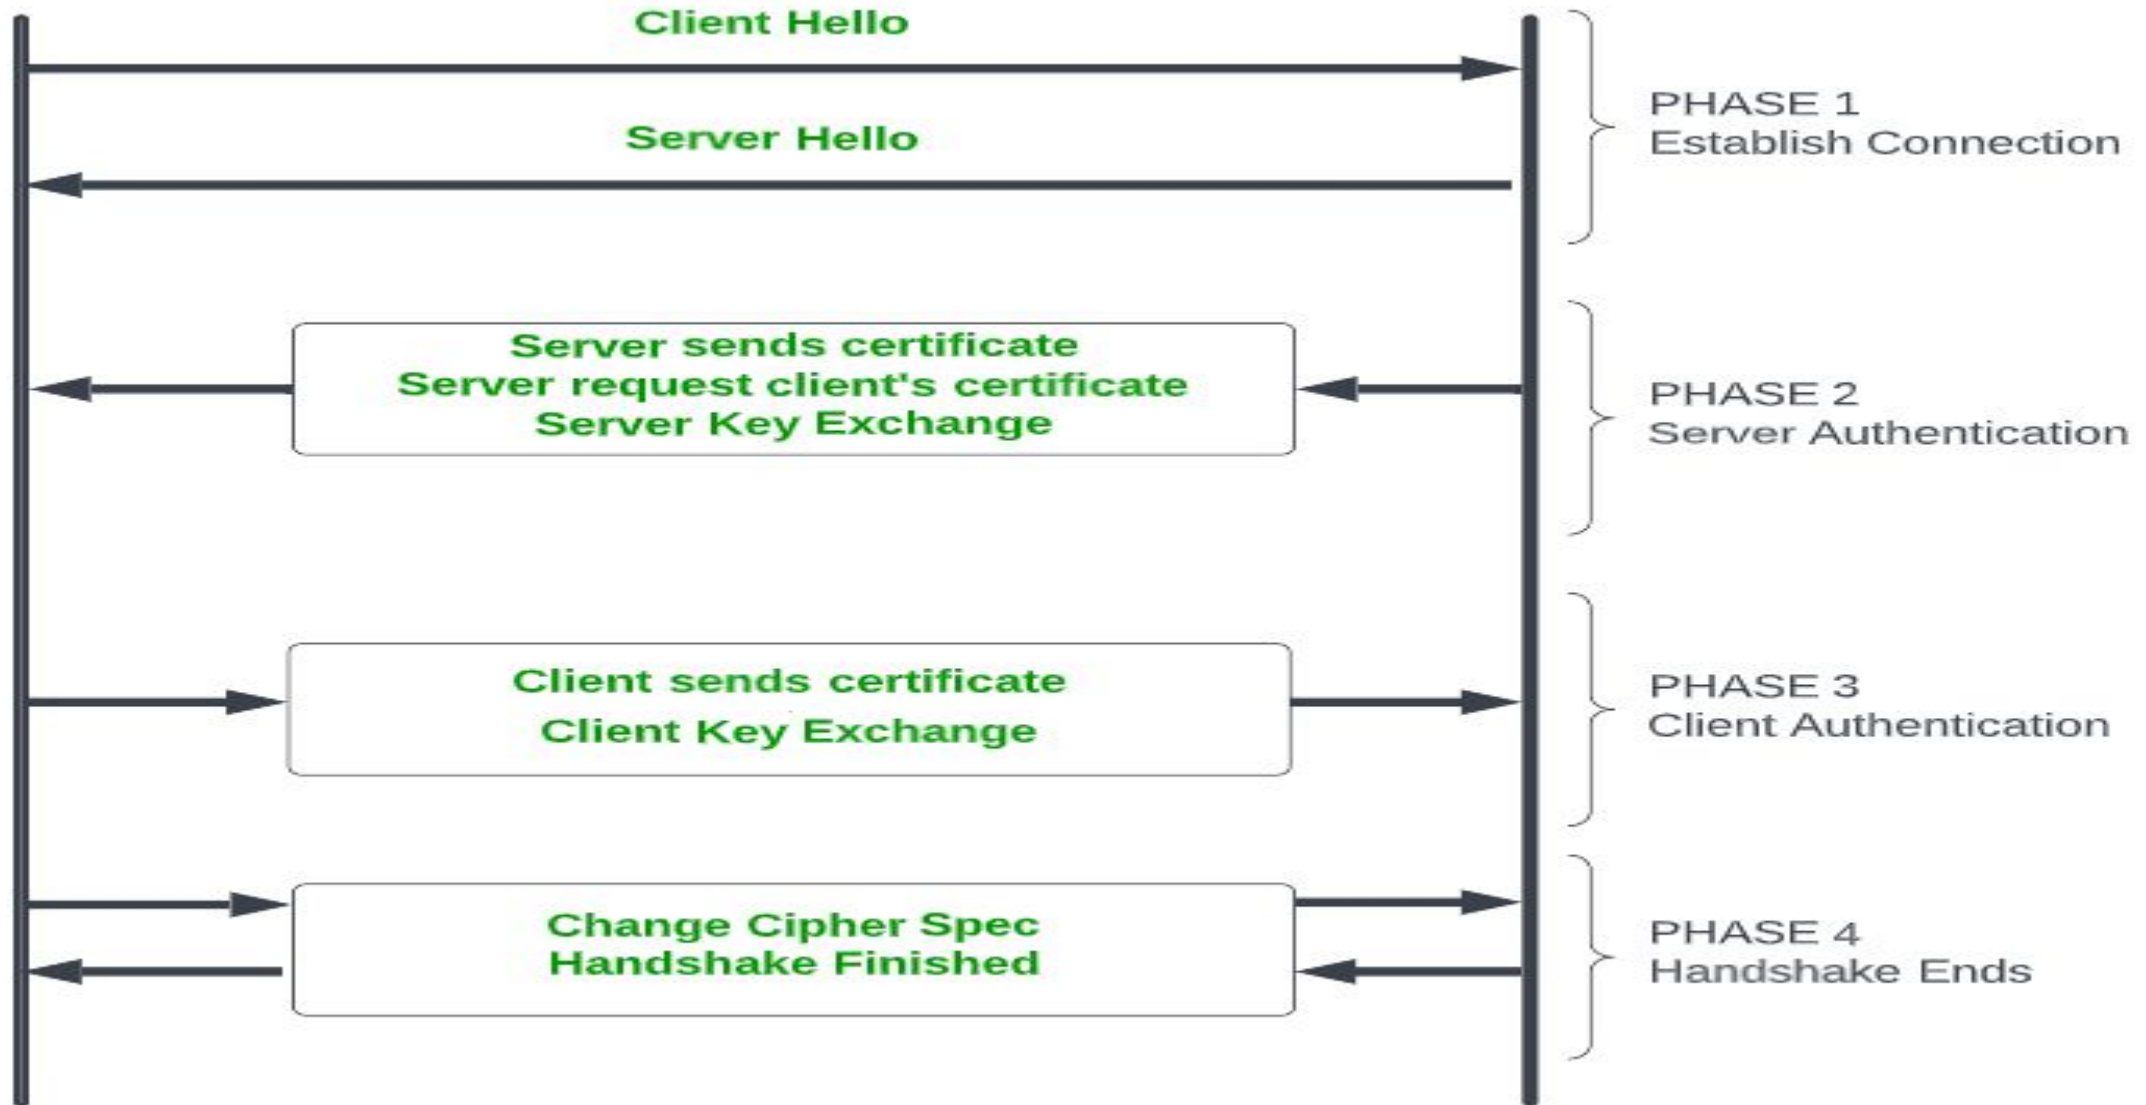 Client Hello
Server Hello
PHASE 1
Establish Connection
Server sends certificate
Server request client's certificate
Server Key Exchange
PHASE 2
Server Authentication
Client sends certificate
Client Key Exchange
PHASE 3
Client Authentication
Change Cipher Spec
Handshake Finished
PHASE 4
Handshake Ends